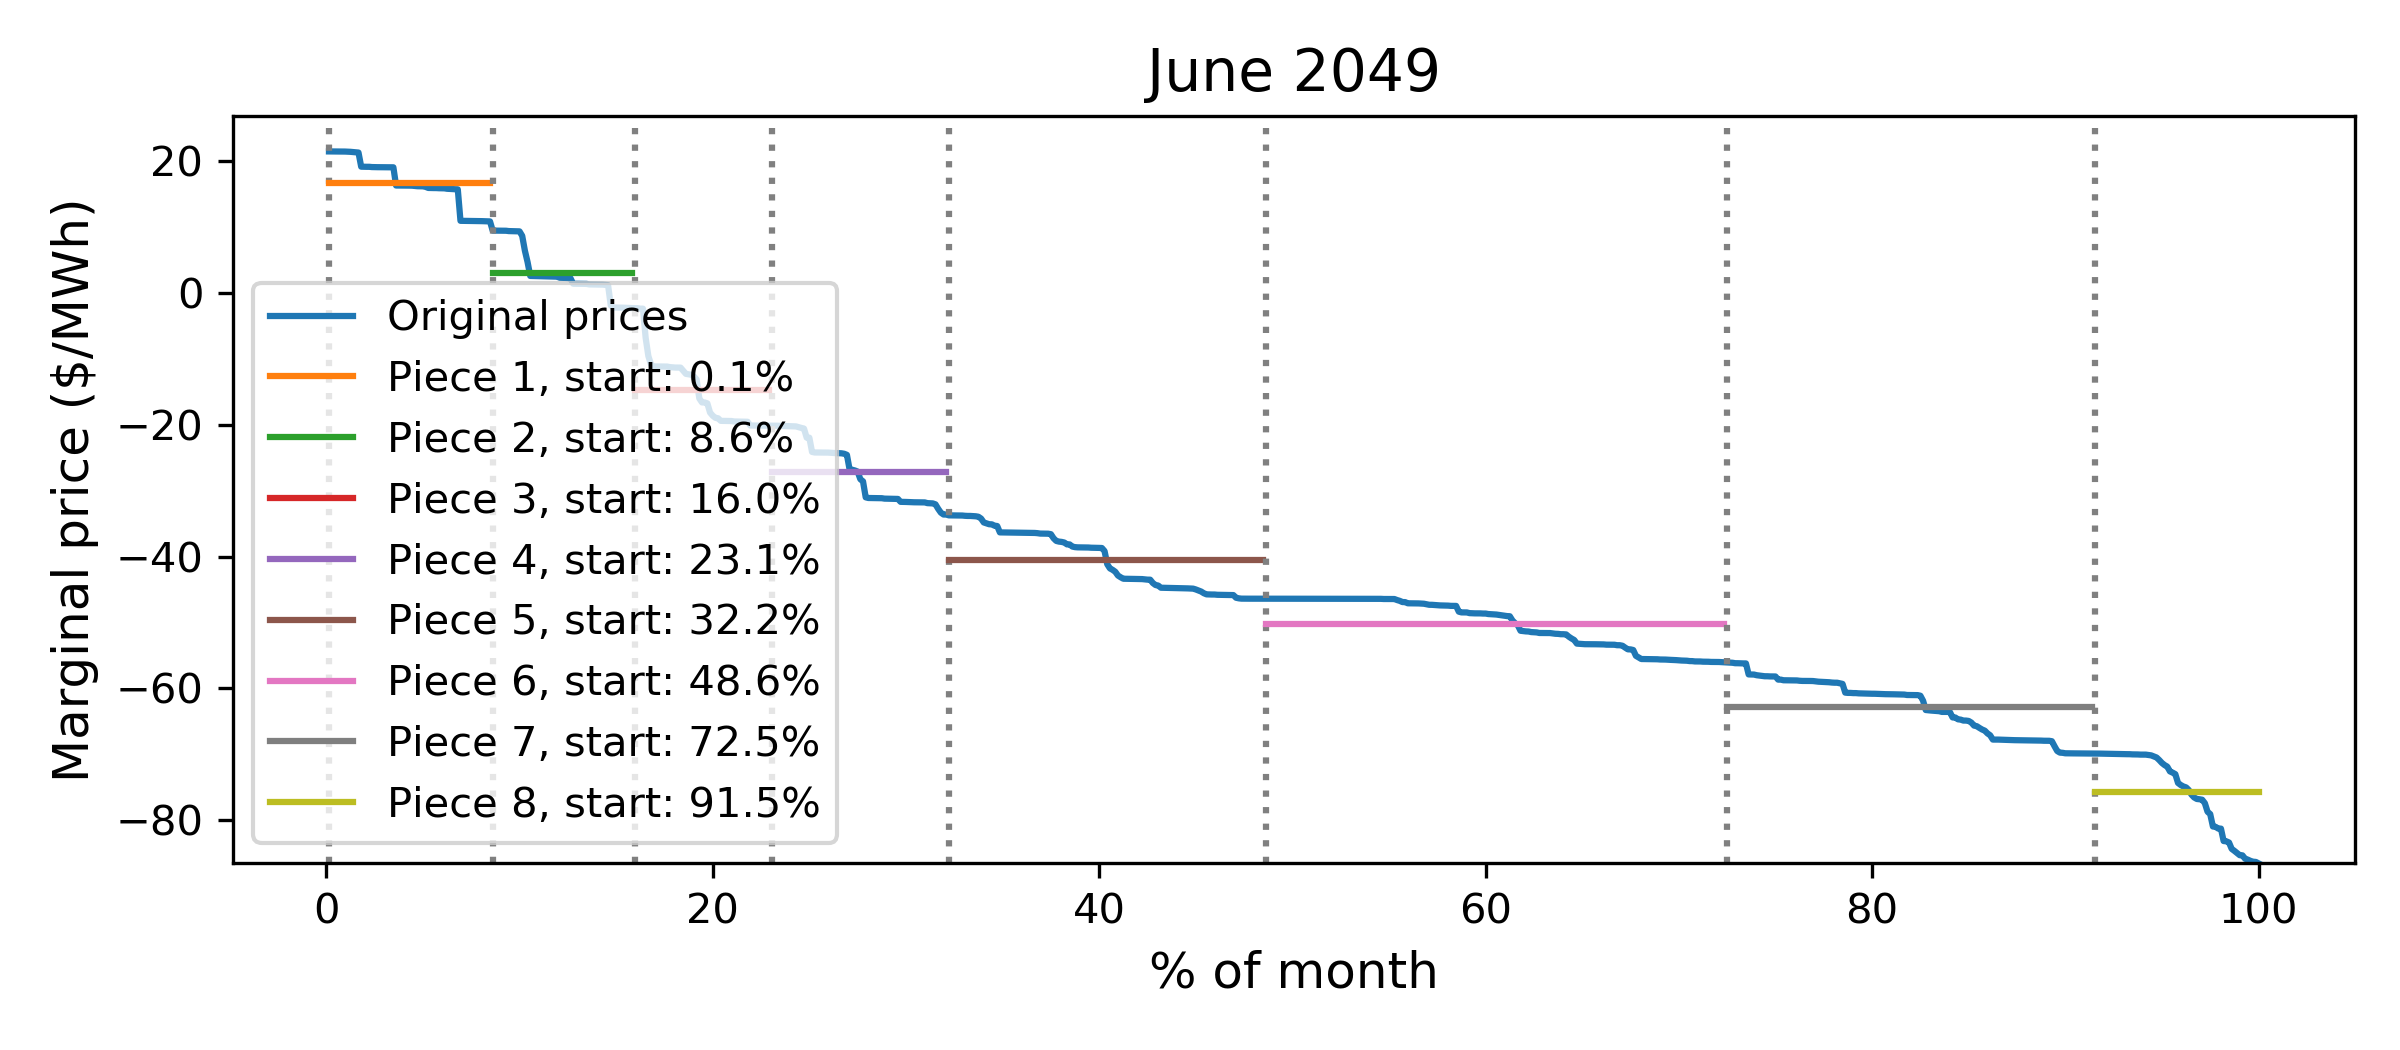 June 2049
Marginal price ($/MWh)
20
0
−20
−40
−60
−80
Original prices
Piece 1, start: 0.1%
Piece 2, start: 8.6%
Piece 3, start: 16.0%
Piece 4, start: 23.1%
Piece 5, start: 32.2%
Piece 6, start: 48.6%
Piece 7, start: 72.5%
Piece 8, start: 91.5%
0 20 40 60 80 100
% of month